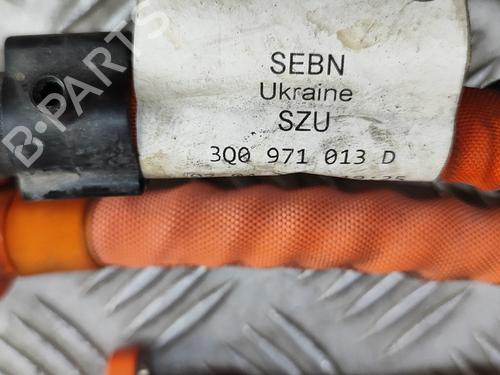 SEBN
Ukraine
SZU
3Q0 971 013 D
B-PARTS